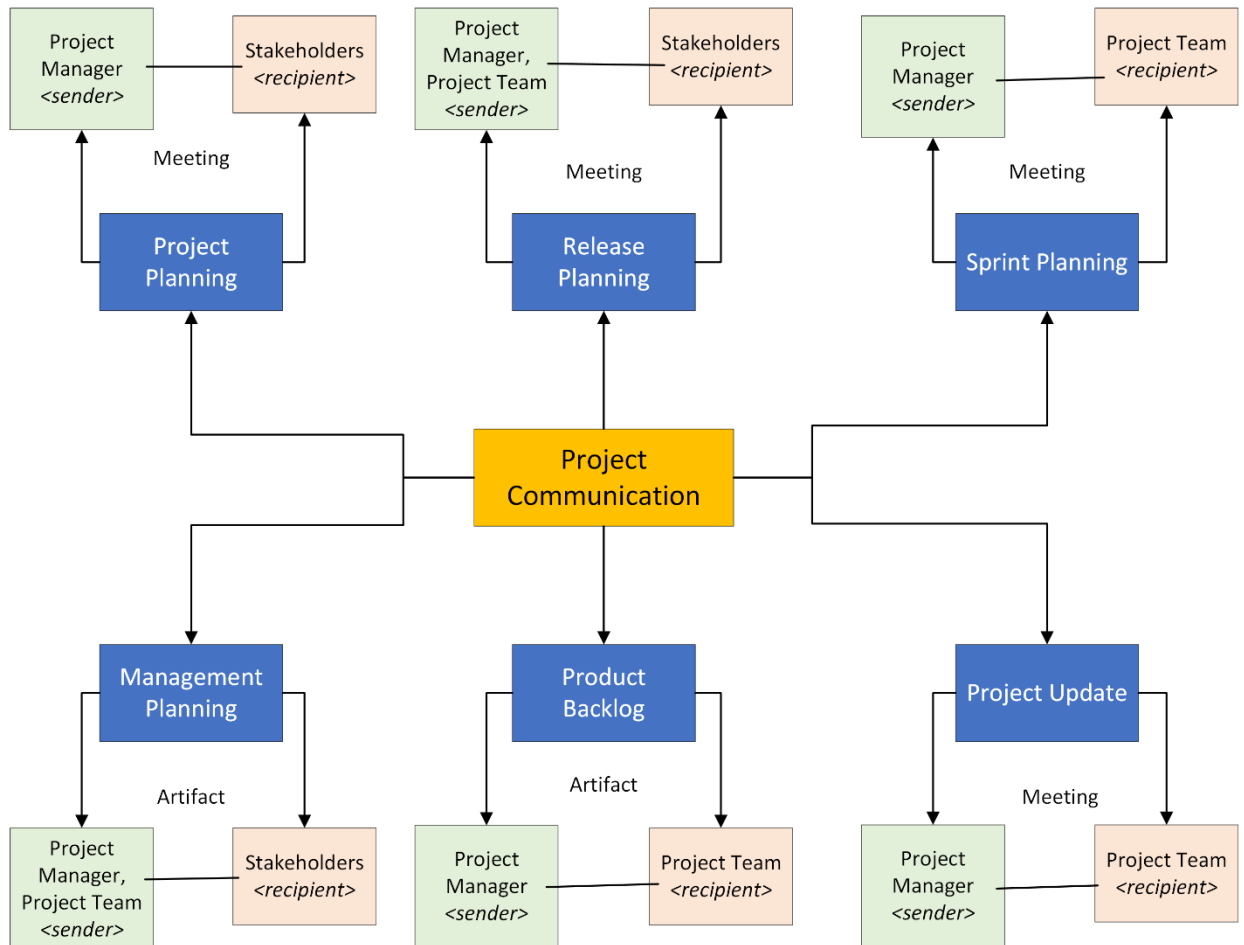 Project
Manager
<sender>
Stakeholders
<recipient>
Meeting
Project
Planning
Project
Manager,
Project Team
<sender>
Stakeholders
<recipient>
Meeting
Release
Planning
Project
Manager
<sender>
Project Team
<recipient>
Meeting
Sprint Planning
Project
Communication
Management
Planning
Artifact
Project
Manager,
Project Team
<sender>
Stakeholders
<recipient>
Product
Backlog
Artifact
Project
Manager
<sender>
Project Team
<recipient>
Project Update
Meeting
Project
Manager
<sender>
Project Team
<recipient>